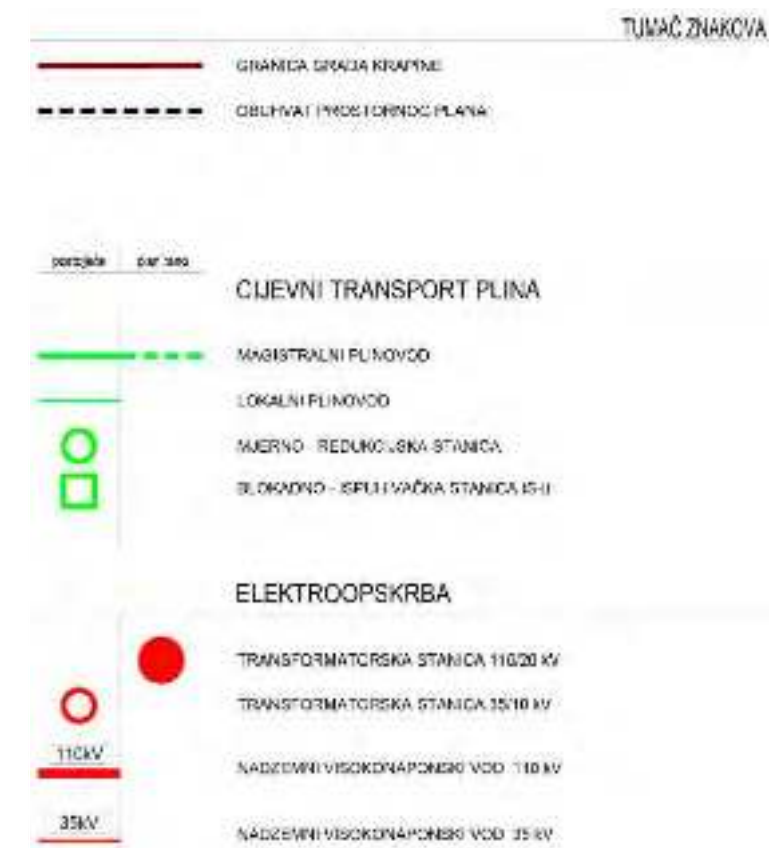 TUMAČ ZNAKOVA
GRANICA GRADA KRAPINE
OBUHVAT PROSTORNOG PLANA
postojeće planirano
CIJEVNI TRANSPORT PLINA
MAGISTRALNI PLINOVOD
LOKALNI PLINOVOD
MJERNO - REDUKCIJSKA STANICA
BLOKADNO - ISPUHIVAČKA STANICA
ELEKTROOPSKRBA
TRANSFORMATORSKA STANICA 110/20 kV
TRANSFORMATORSKA STANICA 35/10 kV
110kV
NADZEMNI VISOKONAPONSKI VOD 110 kV
35kV
NADZEMNI VISOKONAPONSKI VOD 35 kV